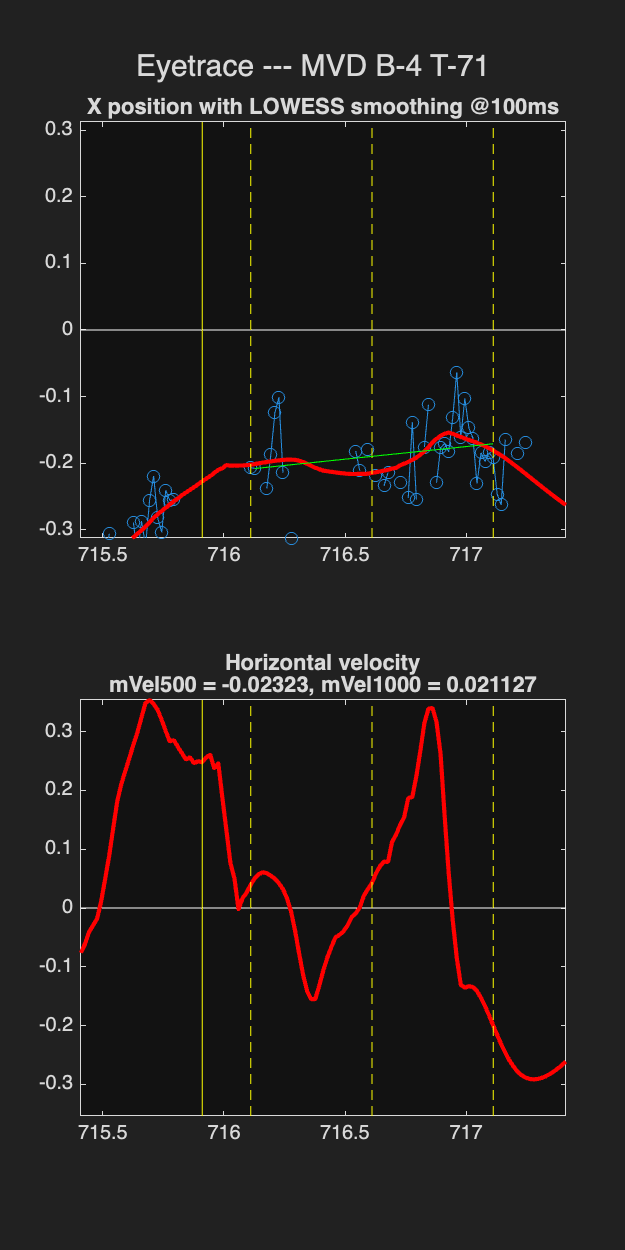 Eyetrace --- MVD B-4 T-71
X position with LOWESS smoothing @100ms
0.3
0.2
0.1
0
-0.1
-0.2
-0.3
715.5 716 716.5 717
Horizontal velocity
mVel500 = -0.02323, mVel1000 = 0.021127
0.3
0.2
0.1
0
-0.1
-0.2
-0.3
715.5 716 716.5 717